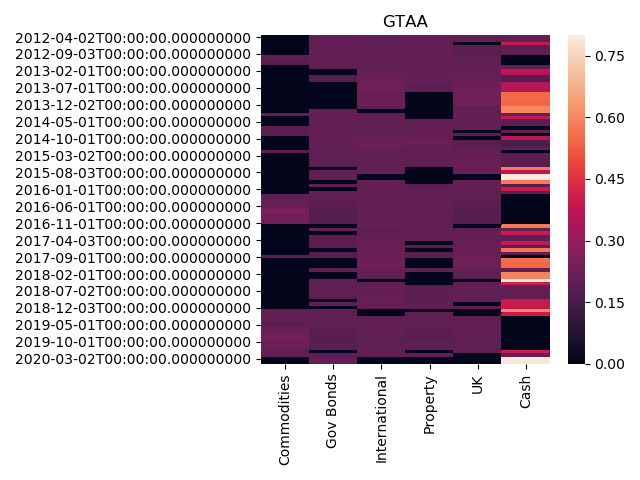 GTAA
2012-04-02T00:00:00.000000000
2012-09-03T00:00:00.000000000
2013-02-01T00:00:00.000000000
2013-07-01T00:00:00.000000000
2013-12-02T00:00:00.000000000
2014-05-01T00:00:00.000000000
2014-10-01T00:00:00.000000000
2015-03-02T00:00:00.000000000
2015-08-03T00:00:00.000000000
2016-01-01T00:00:00.000000000
2016-06-01T00:00:00.000000000
2016-11-01T00:00:00.000000000
2017-04-03T00:00:00.000000000
2017-09-01T00:00:00.000000000
2018-02-01T00:00:00.000000000
2018-07-02T00:00:00.000000000
2018-12-03T00:00:00.000000000
2019-05-01T00:00:00.000000000
2019-10-01T00:00:00.000000000
2020-03-02T00:00:00.000000000
Commodities
Gov Bonds
International
Property
UK
Cash
0.75
0.60
0.45
0.30
0.15
0.00